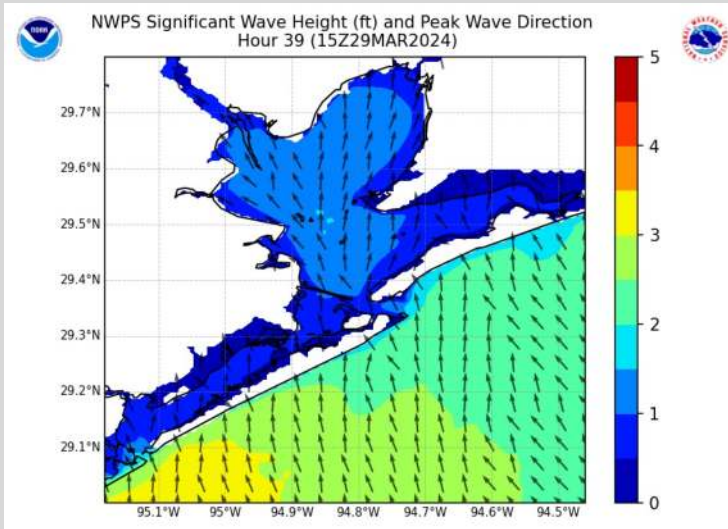 NWPS Significant Wave Height (ft) and Peak Wave Direction
Hour 39 (15Z29MAR2024)
NOAA
5
4
3
2
1
0
29.7°N
29.6°N
29.5°N
29.4°N
29.3°N
29.2°N
29.1°N
95.1°W 95°W 94.9°W 94.8°W 94.7°W 94.6°W 94.5°W